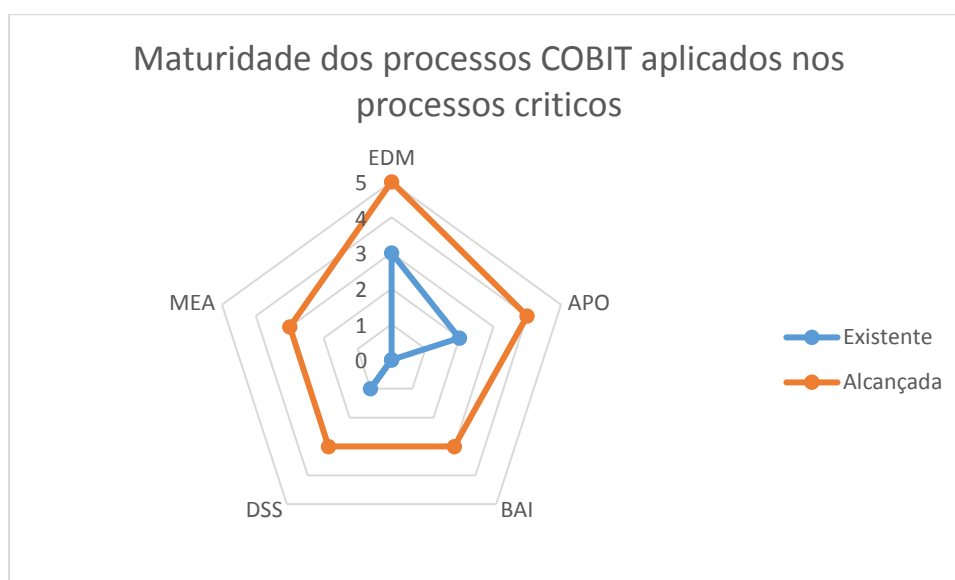 Maturidade dos processos COBIT aplicados nos
processos criticos
EDM
5
4
3
2
1
0
MEA
APO
DSS
BAI
Existente
Alcançada